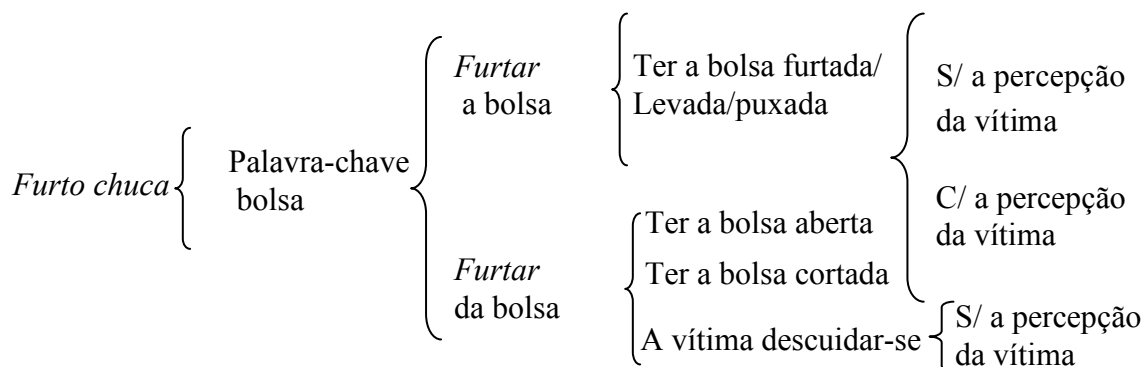 Furto chuca
Palavra-chave
bolsa
Furtar
a bolsa
Ter a bolsa furtada/
Levada/puxada
S/ a percepção
da vítima
C/ a percepção
da vítima
Furtar
da bolsa
Ter a bolsa aberta
Ter a bolsa cortada
A vítima descuidar-se
S/ a percepção
da vítima